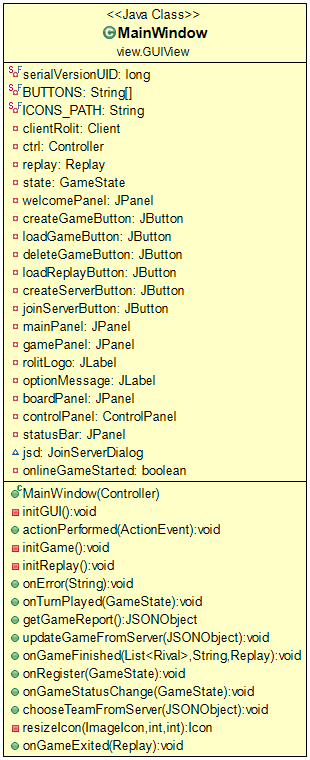 <<Java Class>>
C MainWindow
view.GUIView
S F serialVersionUID: long
S F BUTTONS: String[]
S F ICONS_PATH: String
clientRolit: Client
ctrl: Controller
replay: Replay
state: GameState
welcomePanel: JPanel
createGameButton: JButton
loadGameButton: JButton
deleteGameButton: JButton
loadReplayButton: JButton
createServerButton: JButton
joinServerButton: JButton
mainPanel: JPanel
gamePanel: JPanel
rolitLogo: JLabel
optionMessage: JLabel
boardPanel: JPanel
controlPanel: ControlPanel
statusBar: JPanel
jsd: JoinServerDialog
onlineGameStarted: boolean
C MainWindow(Controller)
initGUI():void
actionPerformed(ActionEvent):void
initGame():void
initReplay():void
onError(String):void
onTurnPlayed(GameState):void
getGameReport():JSONObject
updateGameFromServer(JSONObject):void
onGameFinished(List<Rival>,String,Replay):void
onRegister(GameState):void
onGameStatusChange(GameState):void
chooseTeamFromServer(JSONObject):void
resizeIcon(ImageIcon,int,int):Icon
onGameExited(Replay):void